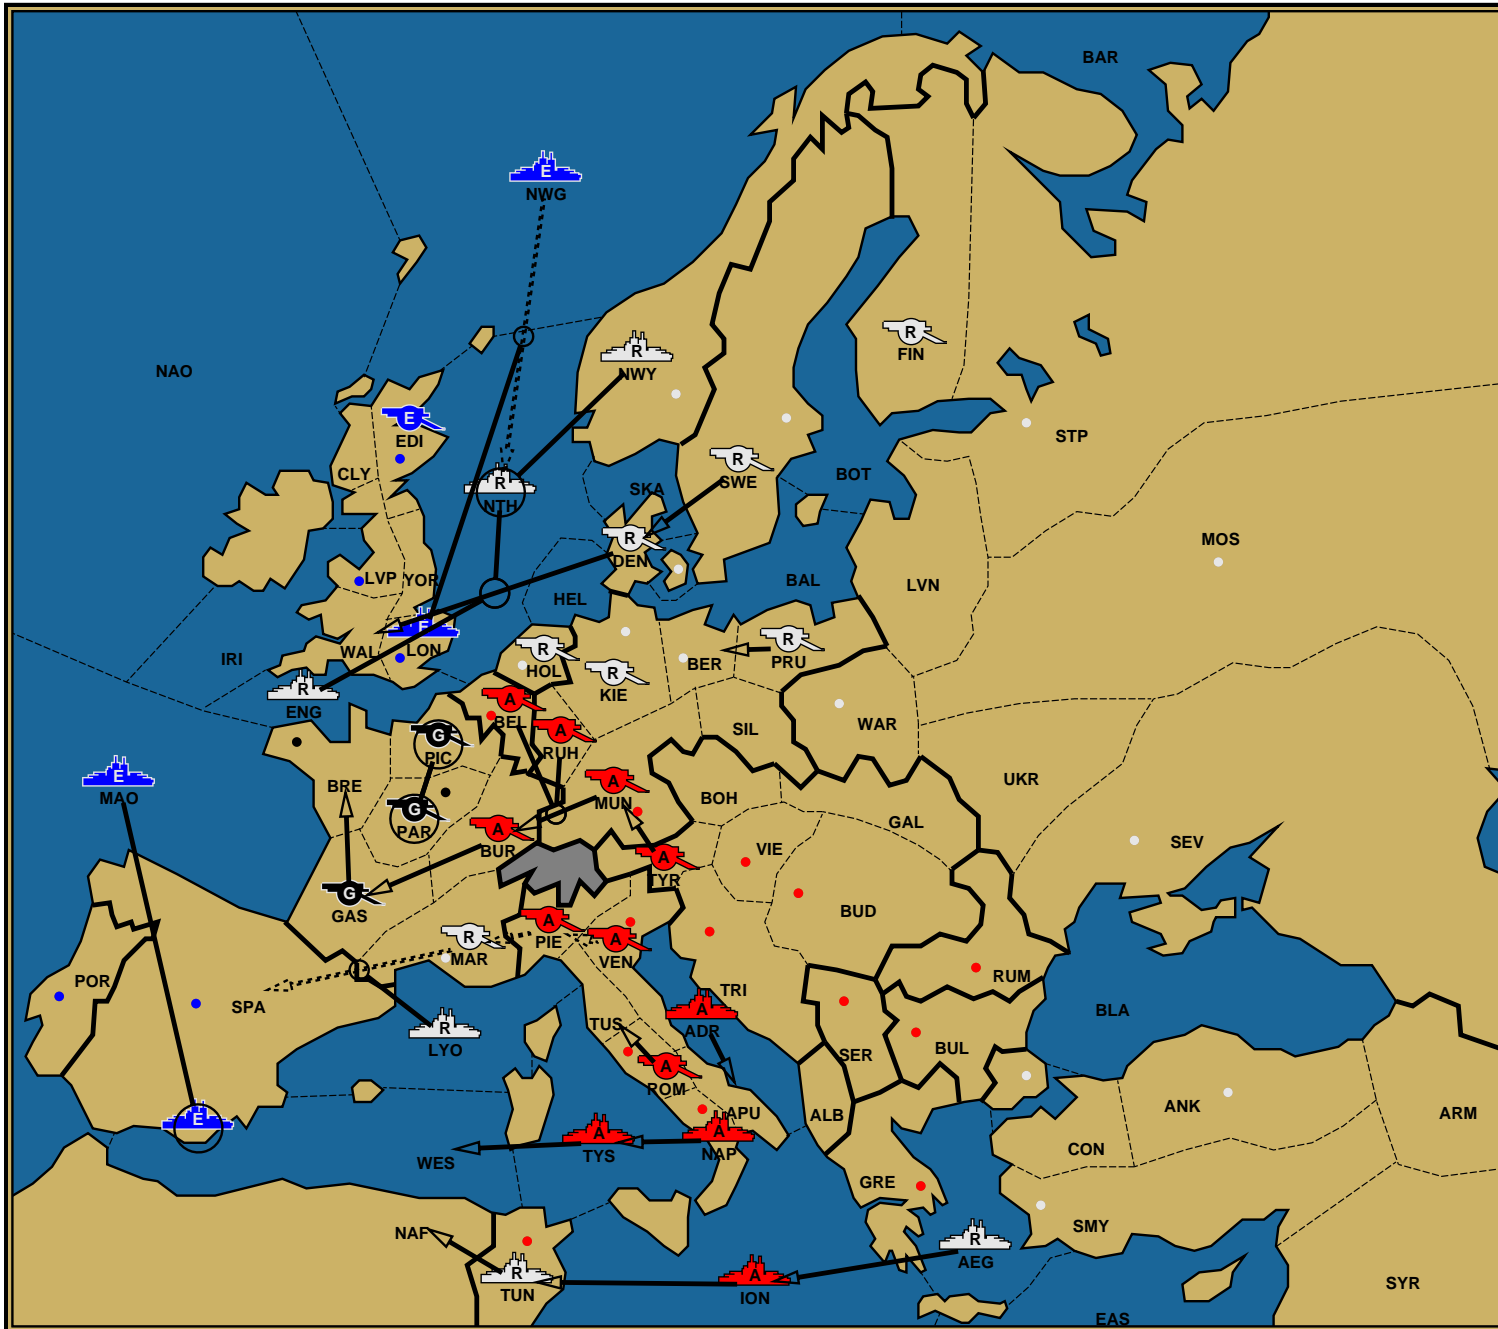 BAR
E
NWG
NAO
R
NWY
R
FIN
E
EDI
STP
CLY
R
NTH
SKA
R
SWE
BOT
R
DEN
MOS
LVP
YOR
HEL
BAL
LVN
IRI
WAL
E
LON
R
HOL
R
KIE
BER
R
PRU
R
ENG
A
BEL
A
RUH
G
PIC
SIL
WAR
E
MAO
BRE
G
PAR
A
MUN
BOH
UKR
GAL
A
BUR
A
TYR
VIE
SEV
G
GAS
BUD
R
MAR
A
PIE
A
VEN
POR
SPA
R
LYO
TUS
A
ADR
TRI
RUM
BLA
SER
BUL
A
ROM
APU
ALB
ANK
ARM
E
WES
A
TYS
A
NAP
CON
GRE
SMY
NAF
R
TUN
A
ION
R
AEG
SYR
EAS